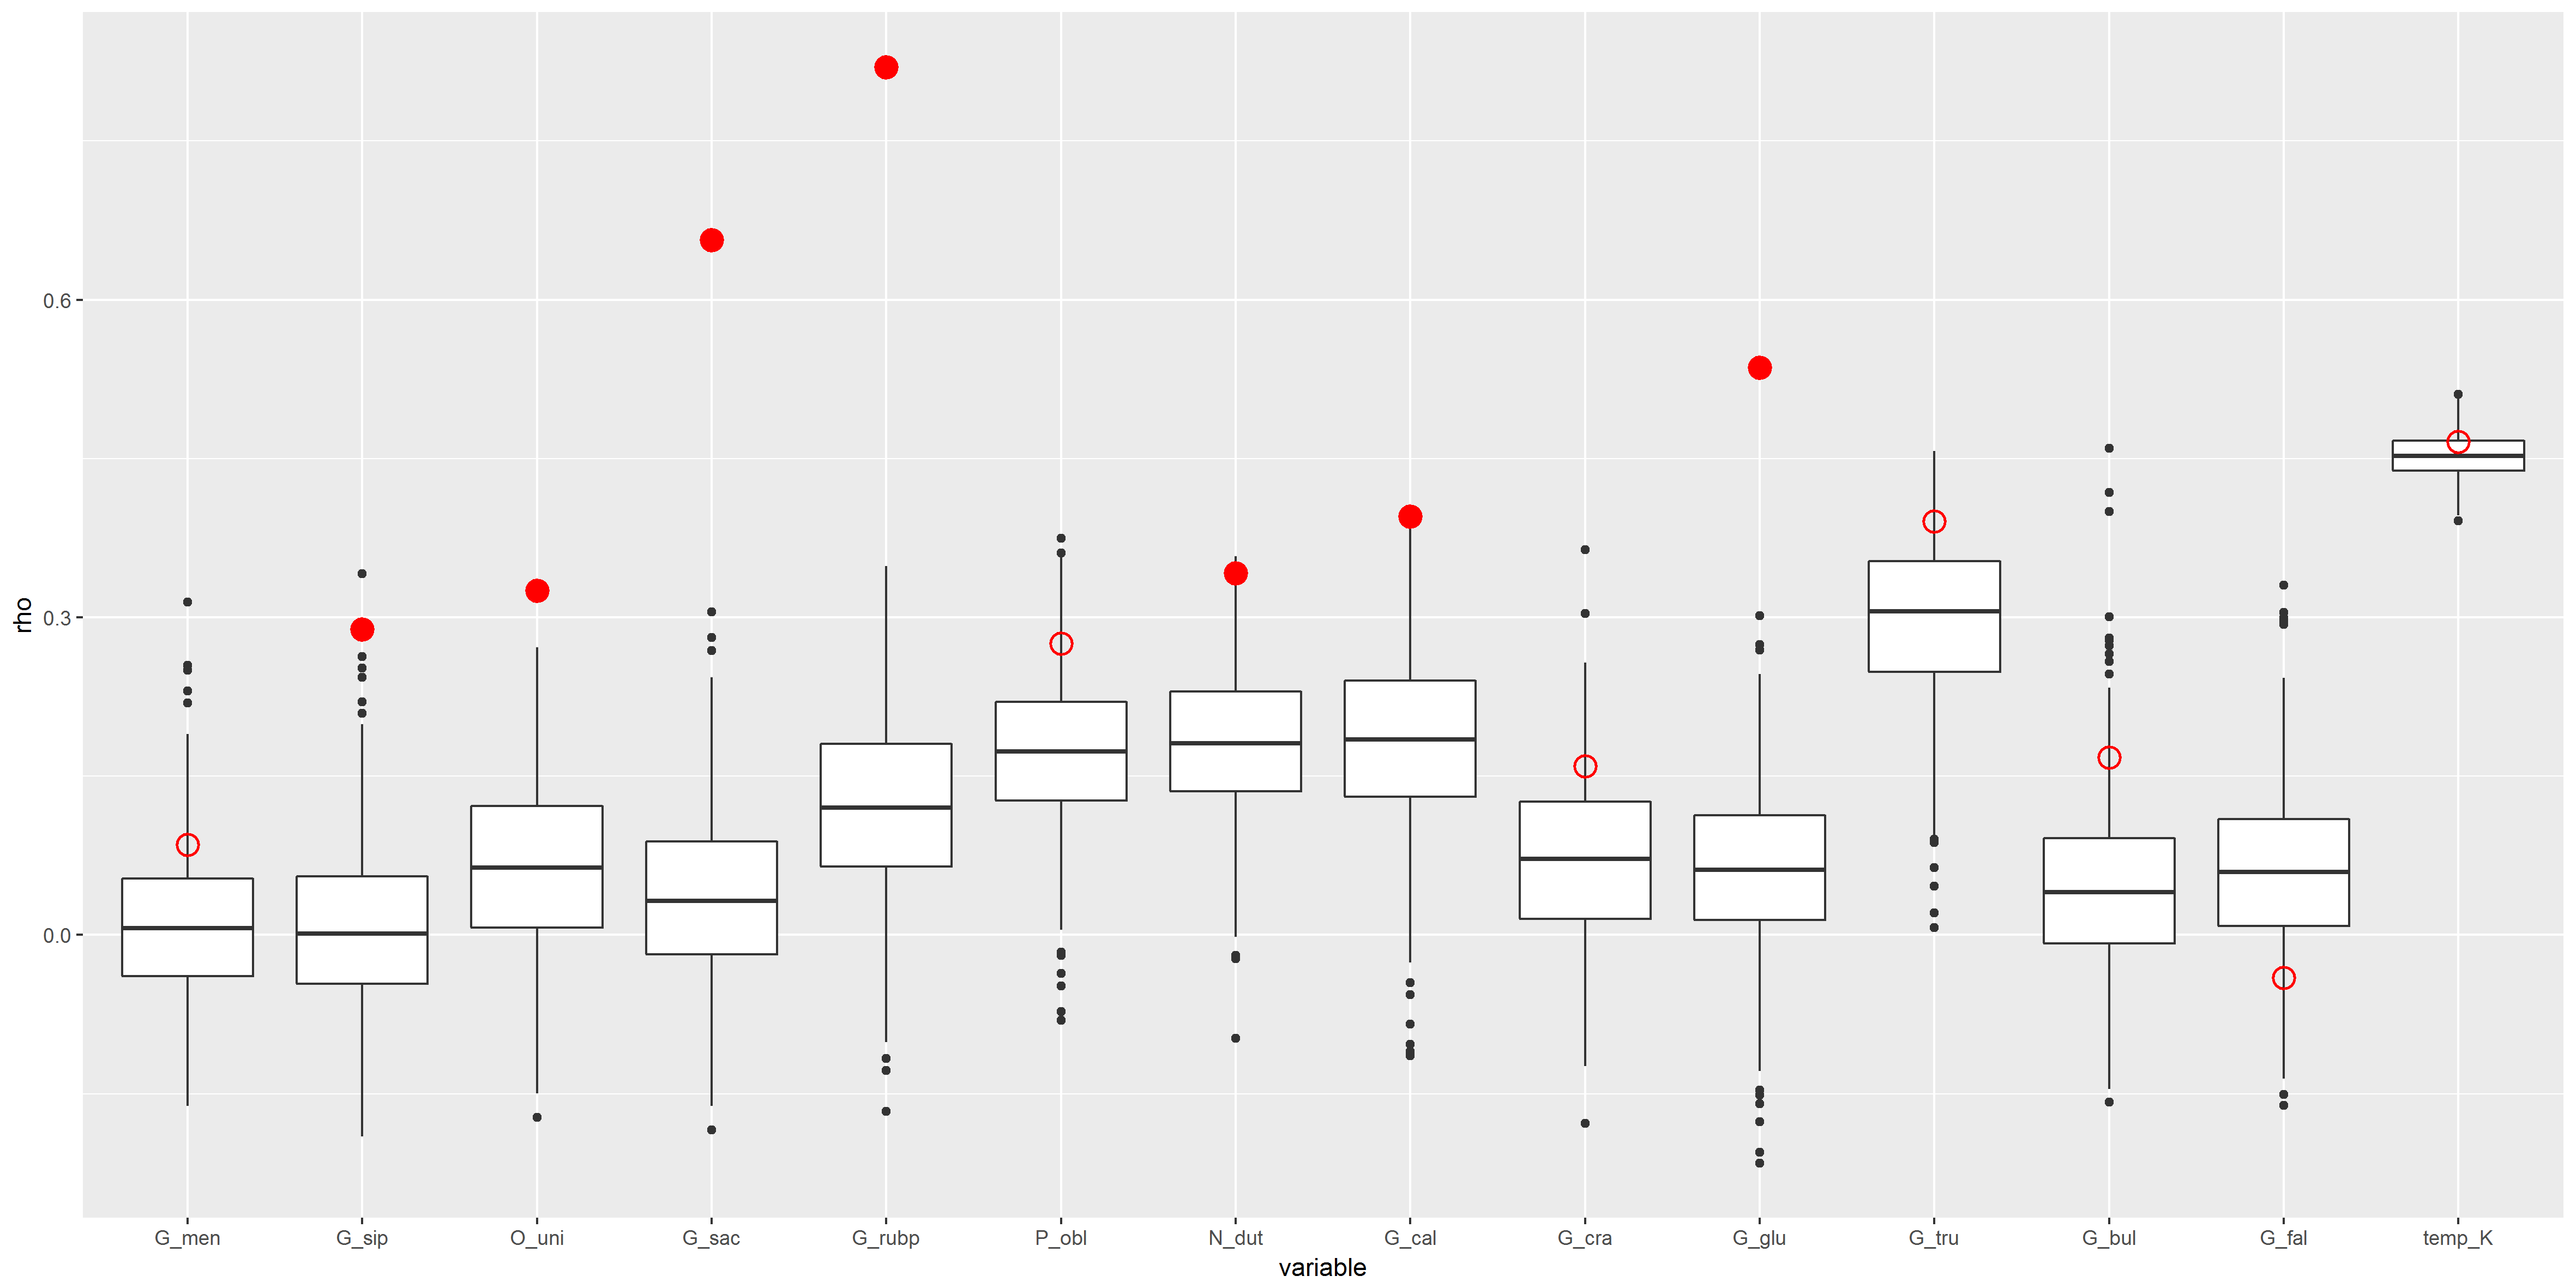 rho
0.6
0.3
0.0
G_men G_sip O_uni G_sac G_rubp P_obl N_dut G_cal G_cra G_glu G_tru G_bul G_fal temp_K
variable